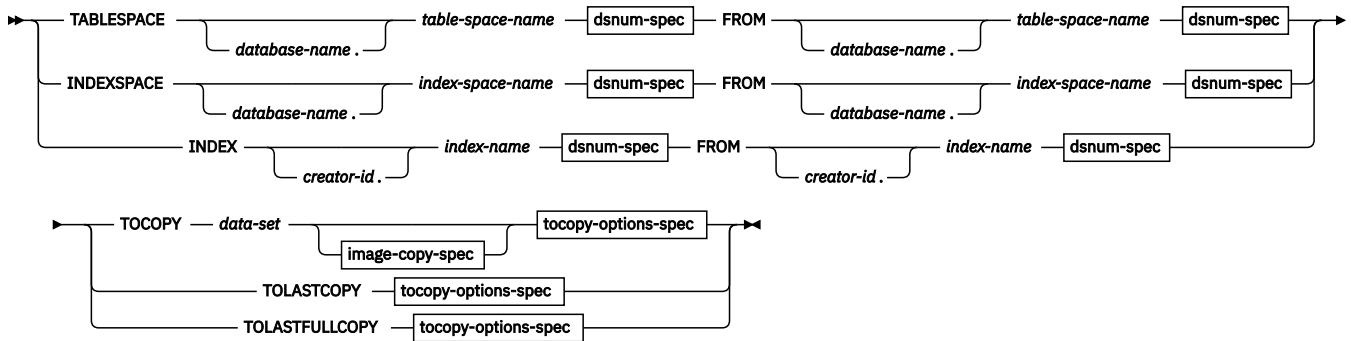 TABLESPACE database-name . table-space-name dsnum-spec FROM database-name . table-space-name dsnum-spec
INDEXSPACE database-name . index-space-name dsnum-spec FROM database-name . index-space-name dsnum-spec
INDEX creator-id . index-name dsnum-spec FROM creator-id . index-name dsnum-spec
TOCOPY data-set image-copy-spec tocopy-options-spec
TOLASTCOPY tocopy-options-spec
TOLASTFULLCOPY tocopy-options-spec